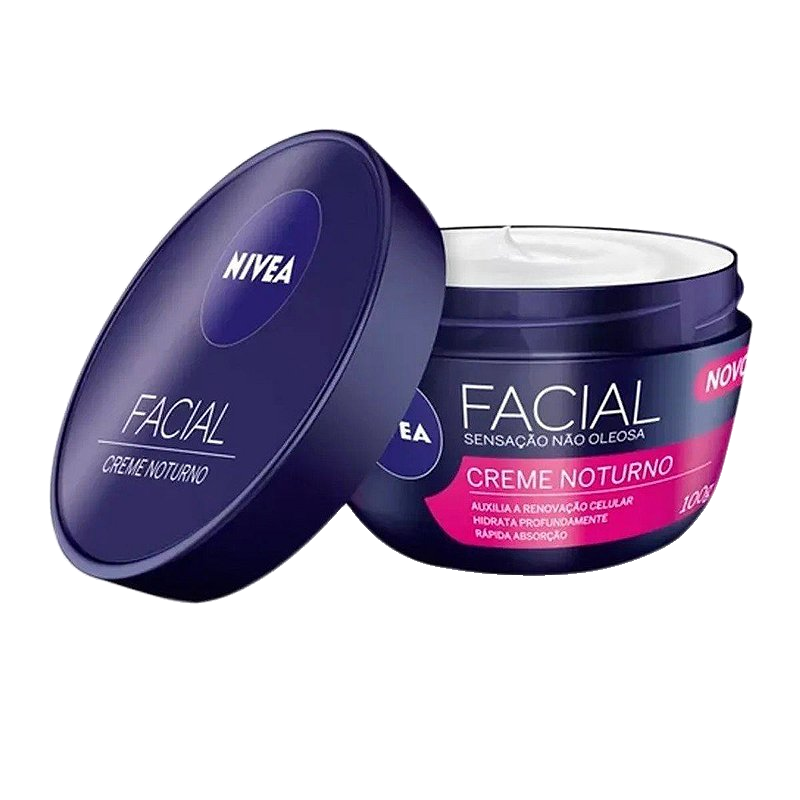 NIVEA
FACIAL
CREME NOTURNO
EA
NOVO
FACIAL
SENSAÇÃO NÃO OLEOSA
CREME NOTURNO
AUXILIA A RENOVAÇÃO CELULAR
HIDRATA PROFUNDAMENTE
RÁPIDA ABSORÇÃO
100g